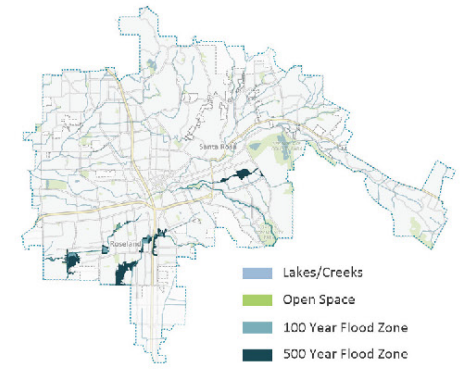 Santa Rosa
Roseland
Lakes/Creeks
Open Space
100 Year Flood Zone
500 Year Flood Zone